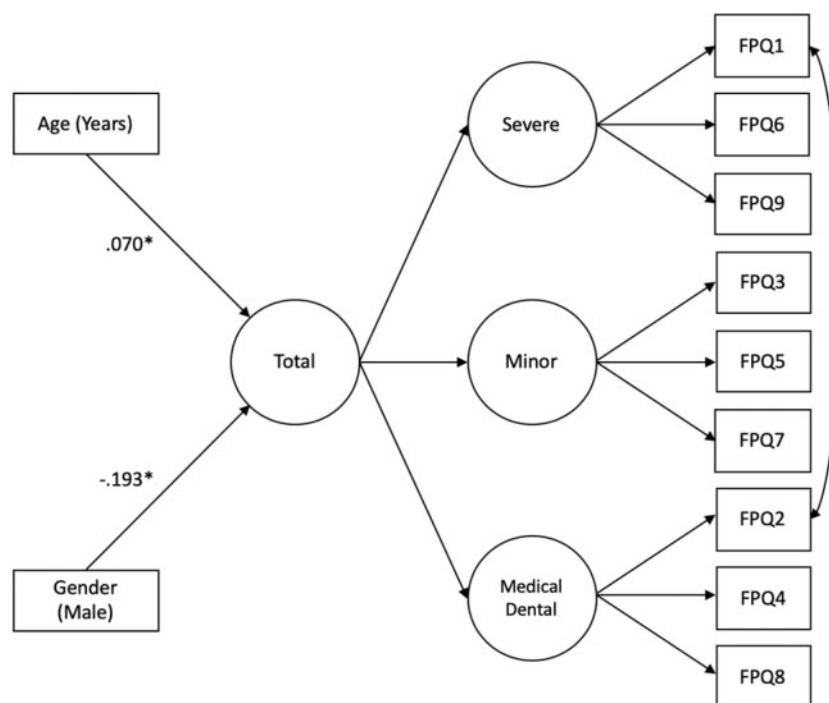 Age (Years)
.070*
Total
-.193*
Gender
(Male)
Severe
Minor
Medical
Dental
FPQ1
FPQ6
FPQ9
FPQ3
FPQ5
FPQ7
FPQ2
FPQ4
FPQ8